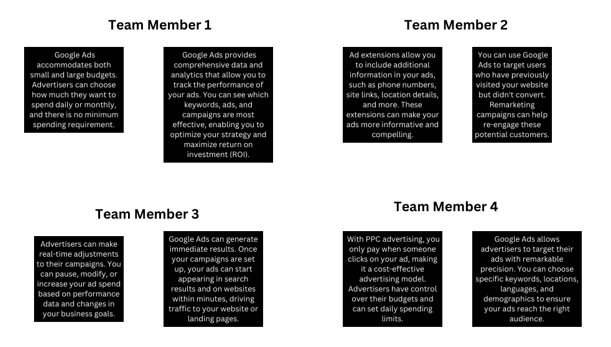 Team Member 1
Google Ads
accommodates both
small and large budgets.
Advertisers can choose
how much they want to
spend daily or monthly,
and there is no minimum
spending requirement.
Google Ads provides
comprehensive data and
analytics that allow you to
track the performance of
your ads. You can see which
keywords, ads, and
campaigns are most
effective, enabling you to
optimize your strategy and
maximize return on
investment (ROI).
Team Member 2
Ad extensions allow you
to include additional
information in your ads,
such as phone numbers,
site links, location details,
and more. These
extensions can make your
ads more informative and
compelling.
You can use Google
Ads to target users
who have previously
visited your website
but didn't convert.
Remarketing
campaigns can help
re-engage these
potential customers.
Team Member 3
Advertisers can make
real-time adjustments
to their campaigns. You
can pause, modify, or
increase your ad spend
based on performance
data and changes in
your business goals.
Google Ads can generate
immediate results. Once
your campaigns are set
up, your ads can start
appearing in search
results and on websites
within minutes, driving
traffic to your website or
landing pages.
Team Member 4
With PPC advertising, you
only pay when someone
clicks on your ad, making
it a cost-effective
advertising model.
Advertisers have control
over their budgets and
can set daily spending
limits.
Google Ads allows
advertisers to target their
ads with remarkable
precision. You can choose
specific keywords, locations,
languages, and
demographics to ensure
your ads reach the right
audience.